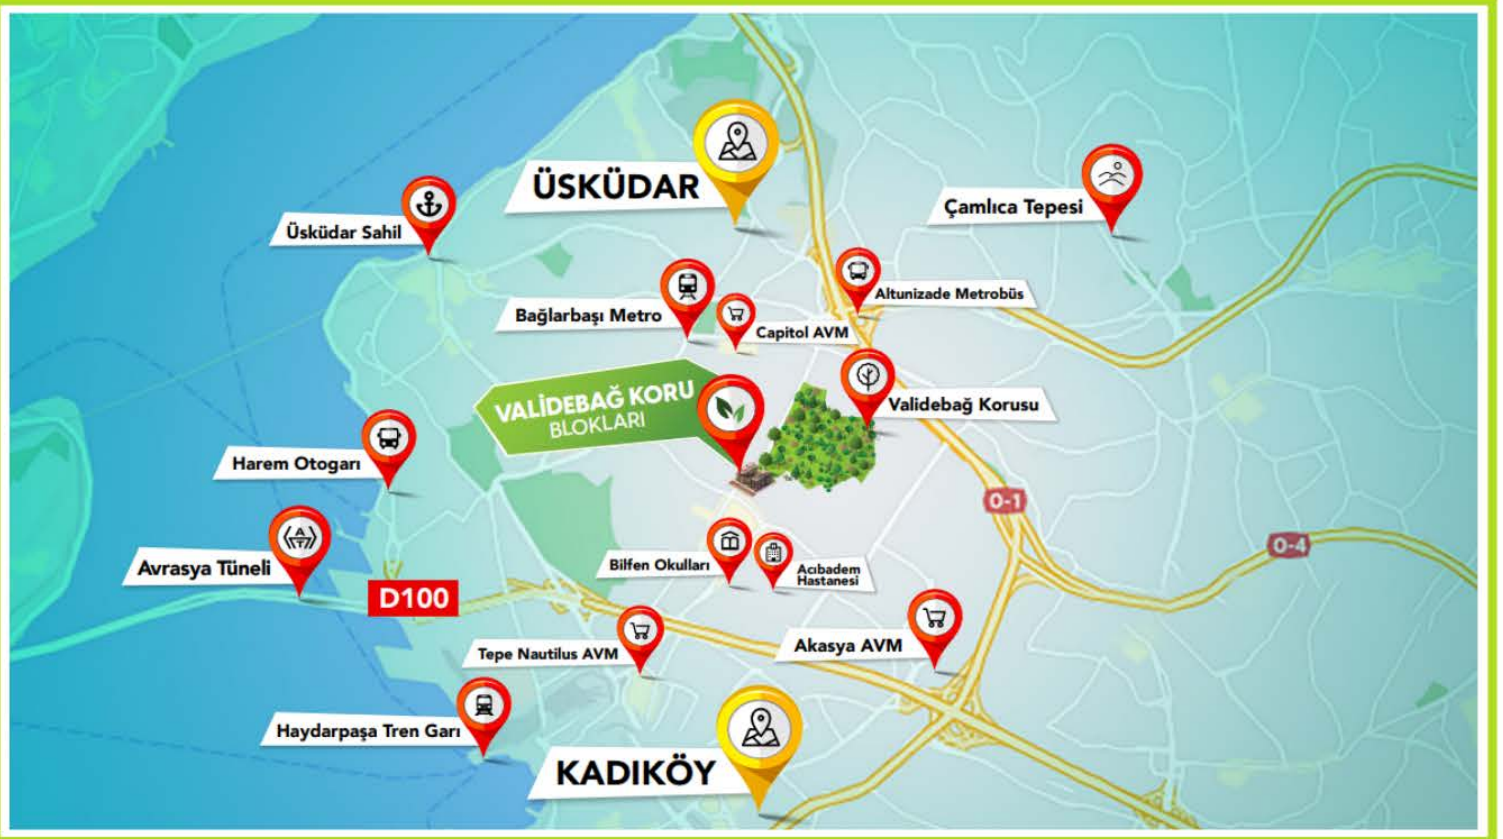 ÜSKÜDAR
Çamlıca Tepesi
Üsküdar Sahil
Altunizade Metrobüs
Bağlarbaşı Metro
Capitol AVM
VALİDEBAĞ KORU
BLOKLARI
Validebağ Korusu
Harem Otogarı
O-1
O-4
Avrasya Tüneli
D100
Bilfen Okulları
Acıbadem
Hastanesi
Tepe Nautilus AVM
Akasya AVM
Haydarpaşa Tren Garı
KADIKÖY